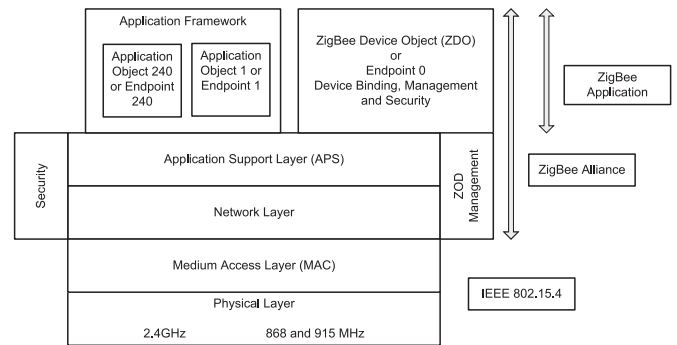 Application Framework
Application
Object 240
or Endpoint
240
Application
Object 1 or
Endpoint 1
ZigBee Device Object (ZDO)
or
Endpoint 0
Device Binding, Management
and Security
ZigBee
Application
Security
Application Support Layer (APS)
ZOD
Management
ZigBee Alliance
Network Layer
Medium Access Layer (MAC)
IEEE 802.15.4
Physical Layer
2.4GHz
868 and 915 MHz